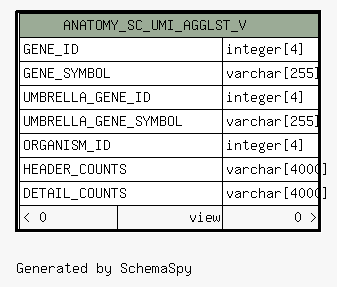 ANATOMY_SC_UMI_AGGLST_V
GENE_ID integer[4]
GENE_SYMBOL varchar[255]
UMBRELLA_GENE_ID integer[4]
UMBRELLA_GENE_SYMBOL varchar[255]
ORGANISM_ID integer[4]
HEADER_COUNTS varchar[4000]
DETAIL_COUNTS varchar[4000]
< 0 view 0 >
Generated by SchemaSpy